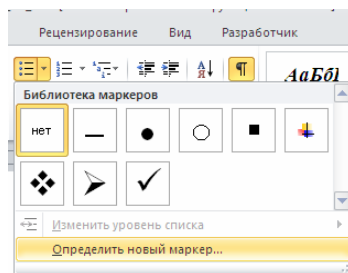 Рецензирование Вид Разработчик
АаБбІ
Библиотека маркеров
нет
Изменить уровень списка
Определить новый маркер...